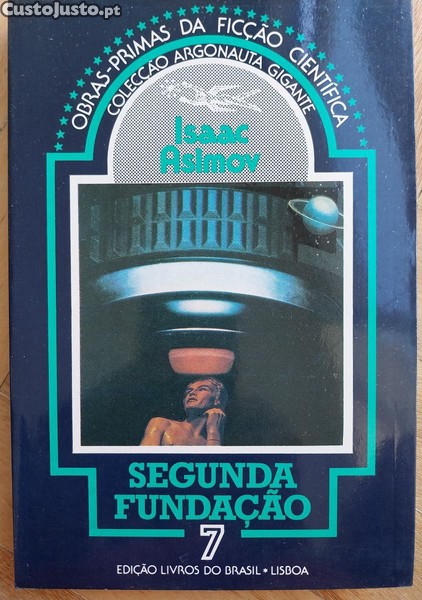 CustoJusto.pt
OBRAS-PRIMAS DA FICÇÃO CIENTÍFICA
COLECÇÃO ARGONAUTA GIGANTE
Isaac
Asimov
SEGUNDA
FUNDAÇÃO
7
EDIÇÃO LIVROS DO BRASIL • LISBOA